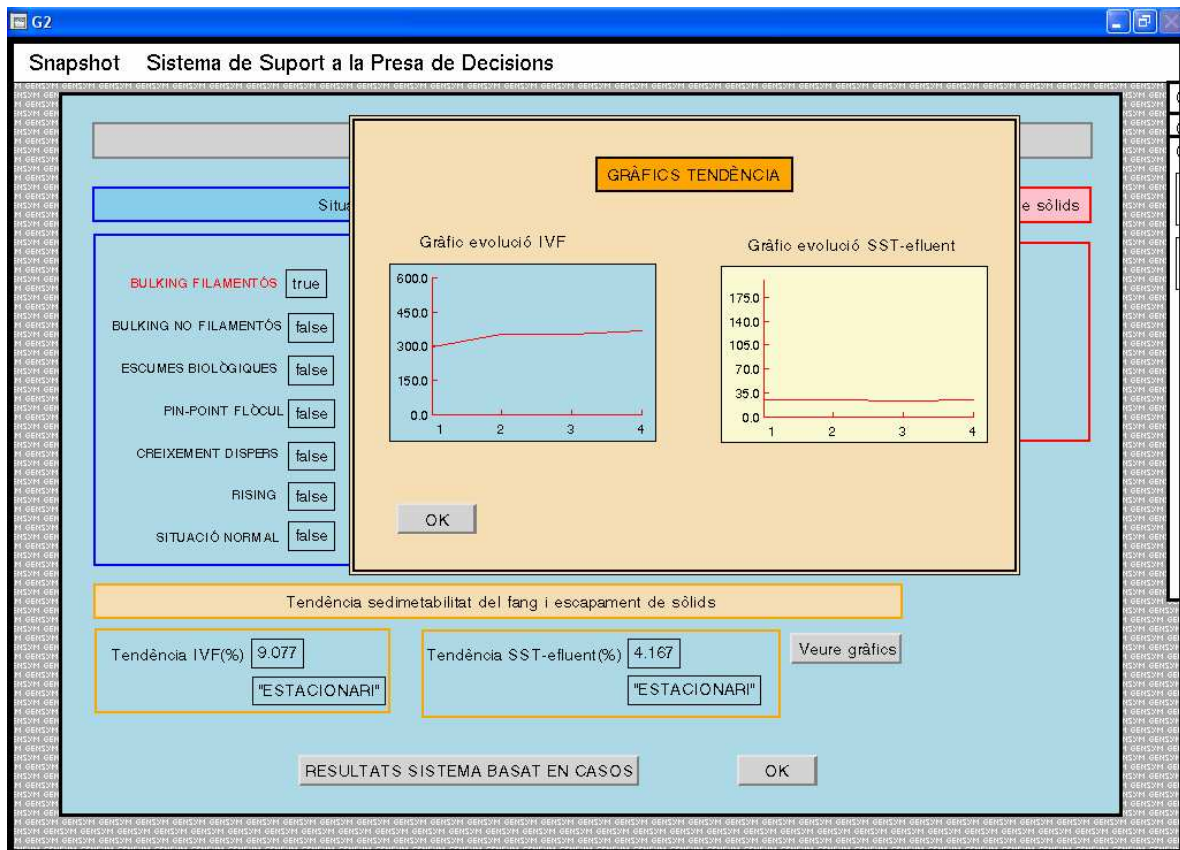 G2
Snapshot Sistema de Suport a la Presa de Decisions
GRÀFICS TENDÈNCIA
Situa
e sòlids
Gràfic evolució IVF
Gràfic evolució SST-efluent
600.0
450.0
300.0
150.0
0.0
1 2 3 4
175.0
140.0
105.0
70.0
35.0
0.0
1 2 3 4
OK
BULKING FILAMENTÓS true
BULKING NO FILAMENTÓS false
ESCUMES BIOLÒGIQUES false
PIN-POINT FLÒCUL false
CREIXEMENT DISPERS false
RISING false
SITUACIÓ NORMAL false
Tendència sedimetabilitat del fang i escapament de sòlids
Tendència IVF(%) 9.077
"ESTACIONARI"
Tendència SST-efluent(%) 4.167
"ESTACIONARI"
Veure gràfics
RESULTATS SISTEMA BASAT EN CASOS
OK